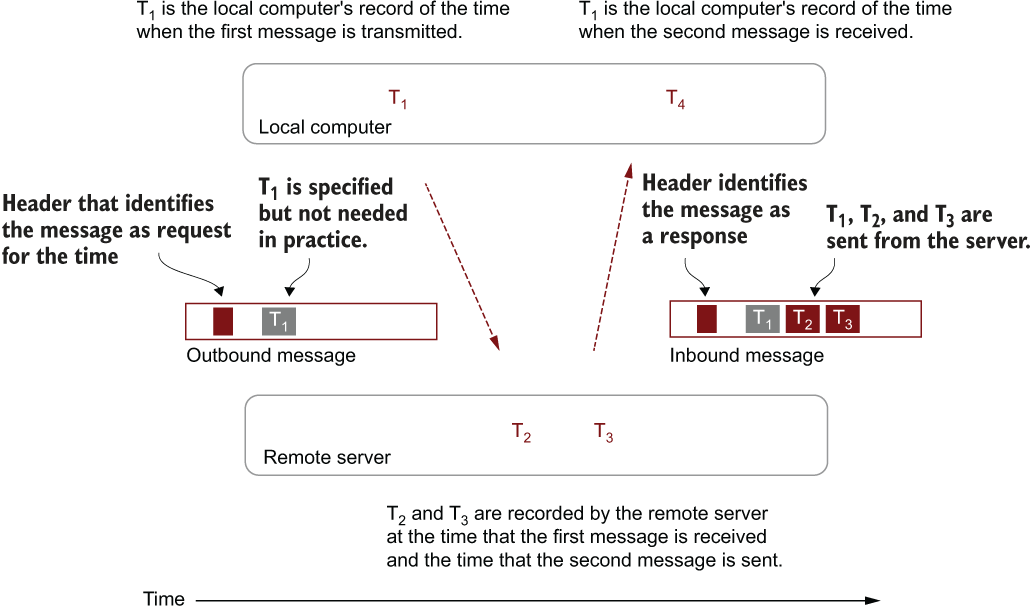 T₁ is the local computer's record of the time
when the first message is transmitted.
T₁ is the local computer's record of the time
when the second message is received.
T₁
T₄
Local computer
Header that identifies
the message as request
for the time
T₁ is specified
but not needed
in practice.
Header identifies
the message as
a response
T₁, T₂, and T₃ are
sent from the server.
T₁
Outbound message
T₁ T₂ T₃
Inbound message
T₂
T₃
Remote server
T₂ and T₃ are recorded by the remote server
at the time that the first message is received
and the time that the second message is sent.
Time